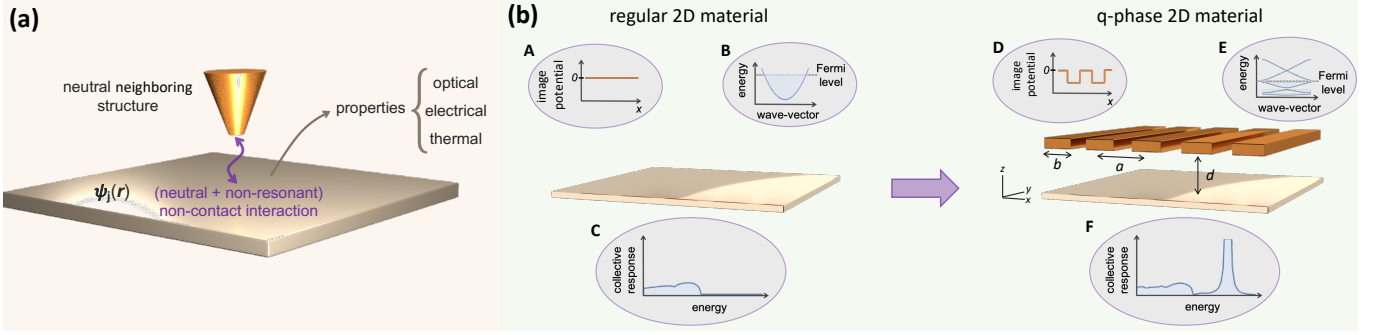 (a)
neutral neighboring
structure
properties
optical
electrical
thermal
ψj(r)
(neutral + non-resonant)
non-contact interaction
(b)
regular 2D material
q-phase 2D material
A
image
potential
0
x
B
energy
Fermi
level
wave-vector
C
collective
response
energy
D
image
potential
0
x
E
energy
Fermi
level
wave-vector
b
a
d
z
y
x
F
collective
response
energy